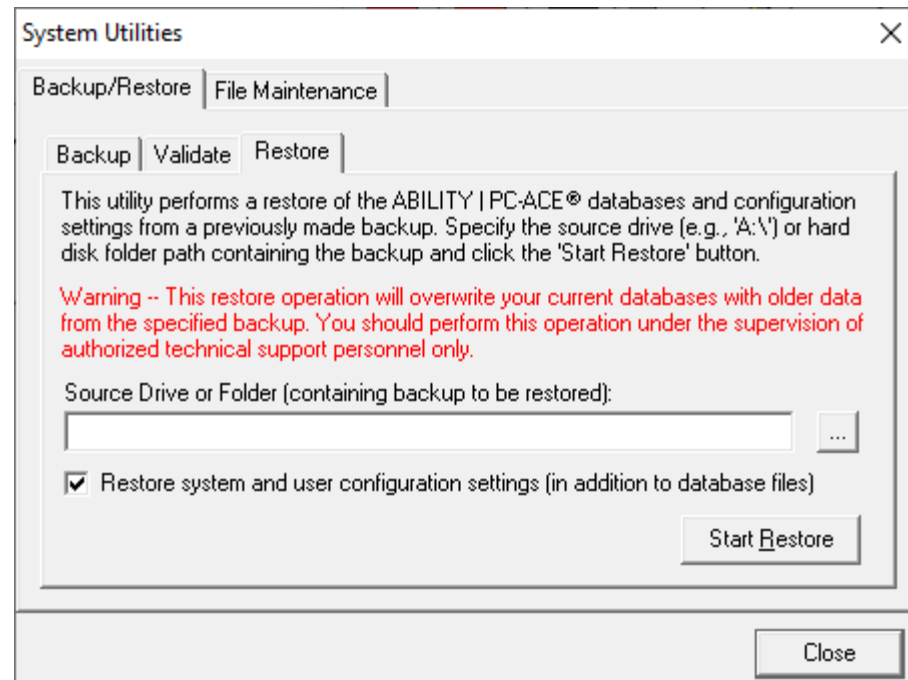 System Utilities
Backup/Restore
File Maintenance
Backup
Validate
Restore
This utility performs a restore of the ABILITY | PC-ACE® databases and configuration
settings from a previously made backup. Specify the source drive (e.g., 'A:\') or hard
disk folder path containing the backup and click the 'Start Restore' button.
Warning -- This restore operation will overwrite your current databases with older data
from the specified backup. You should perform this operation under the supervision of
authorized technical support personnel only.
Source Drive or Folder (containing backup to be restored):
...
Restore system and user configuration settings (in addition to database files)
Start Restore
Close